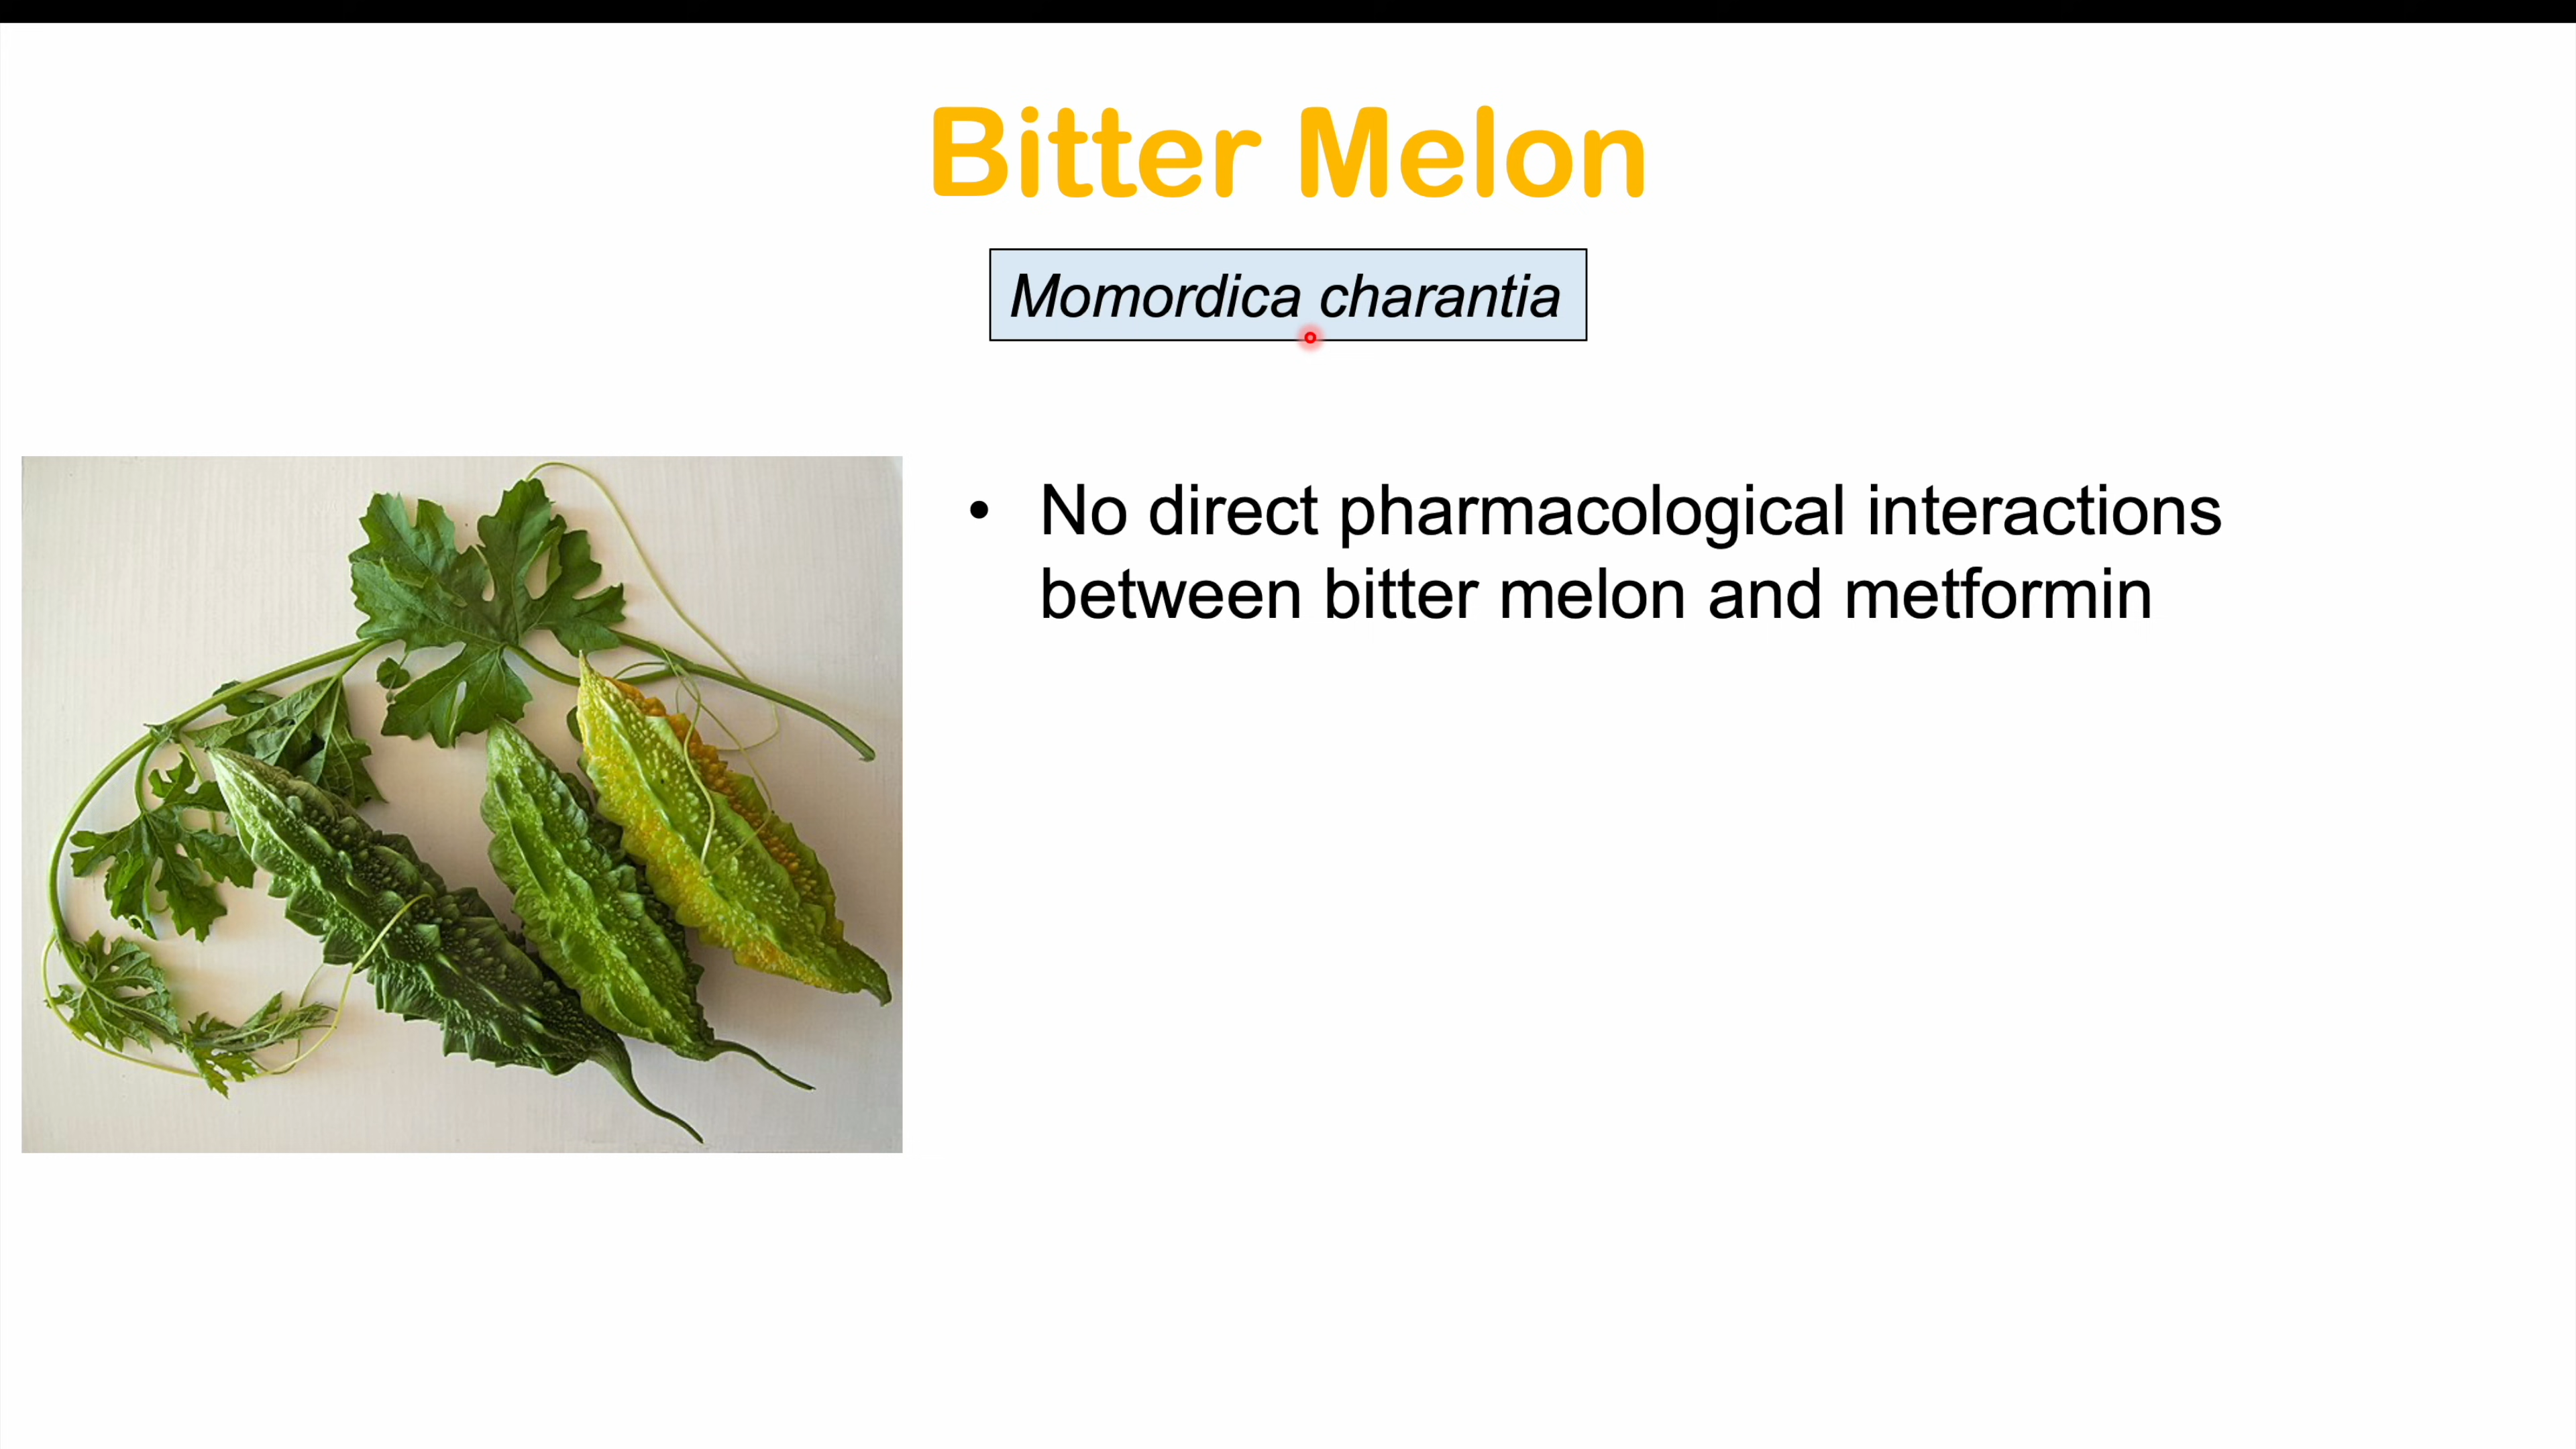 Bitter Melon
Momordica charantia
• No direct pharmacological interactions
between bitter melon and metformin